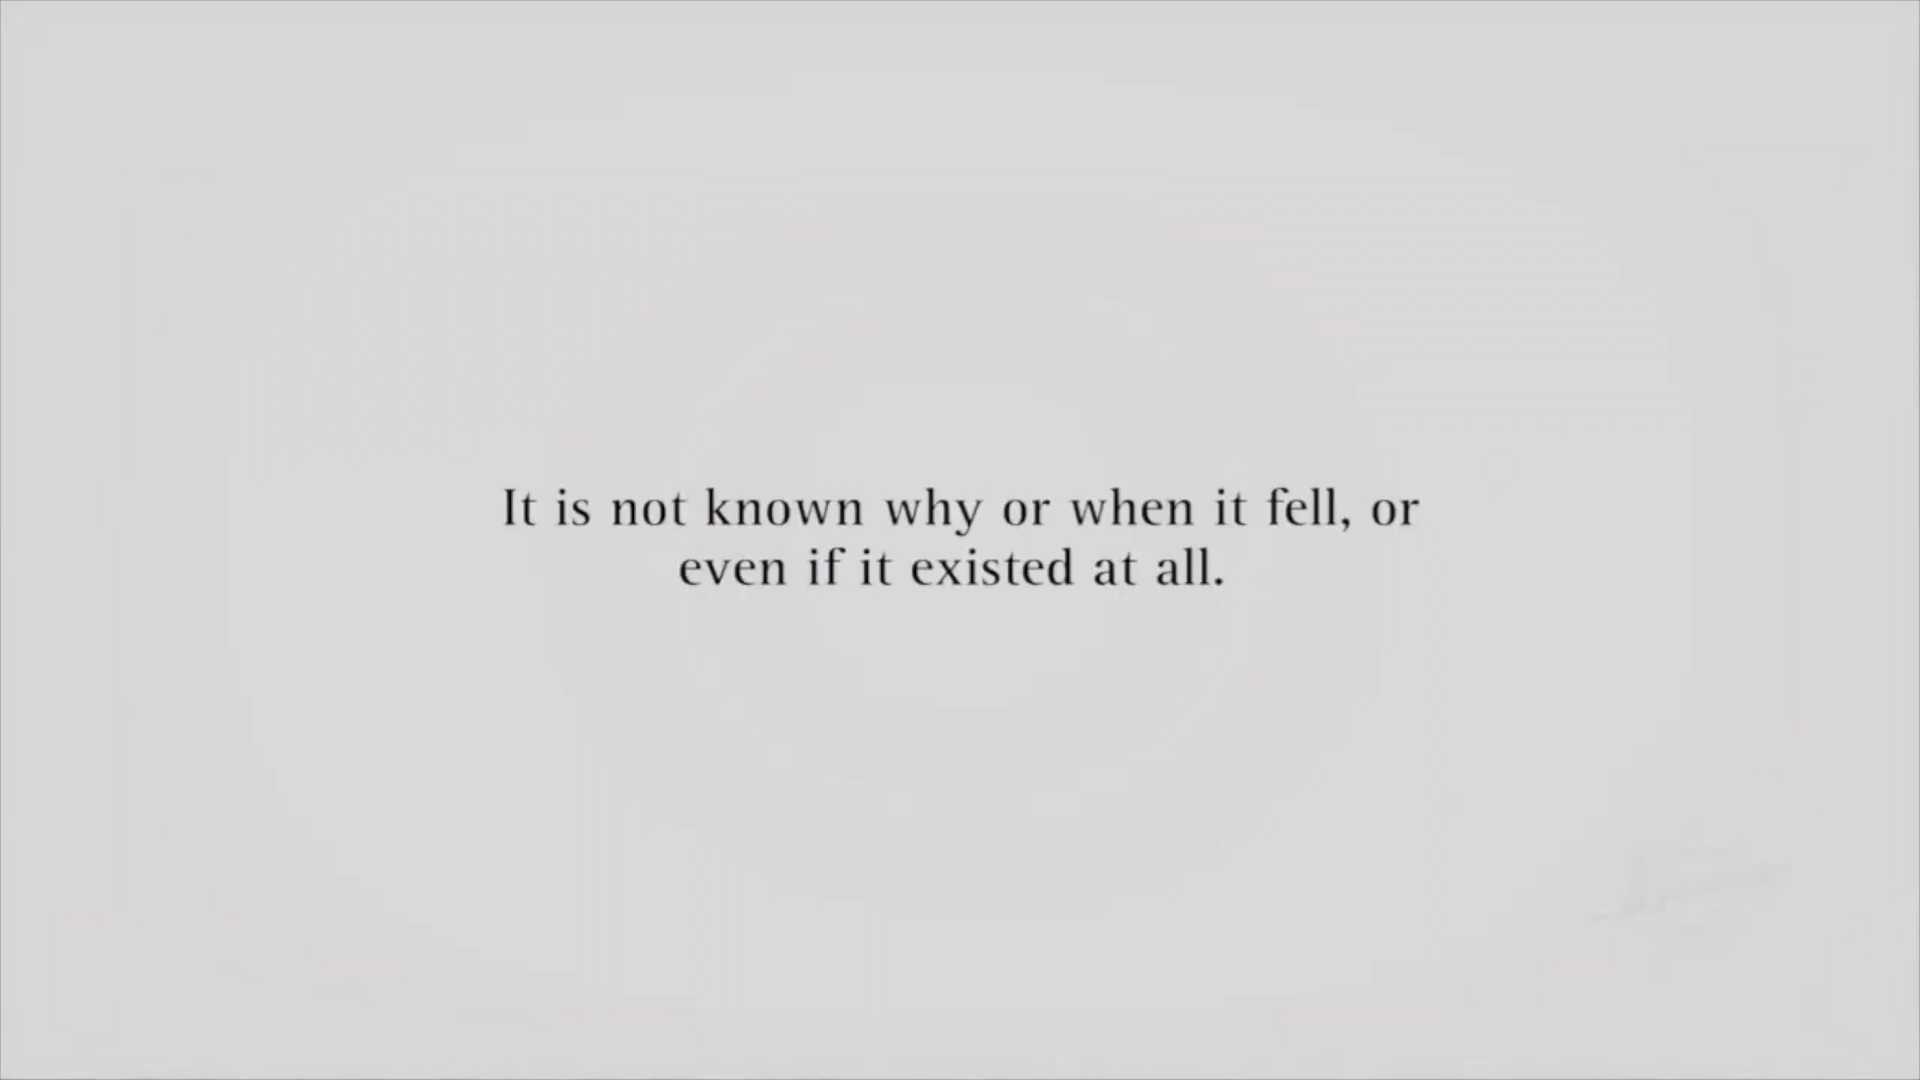 It is not known why or when it fell, or
even if it existed at all.